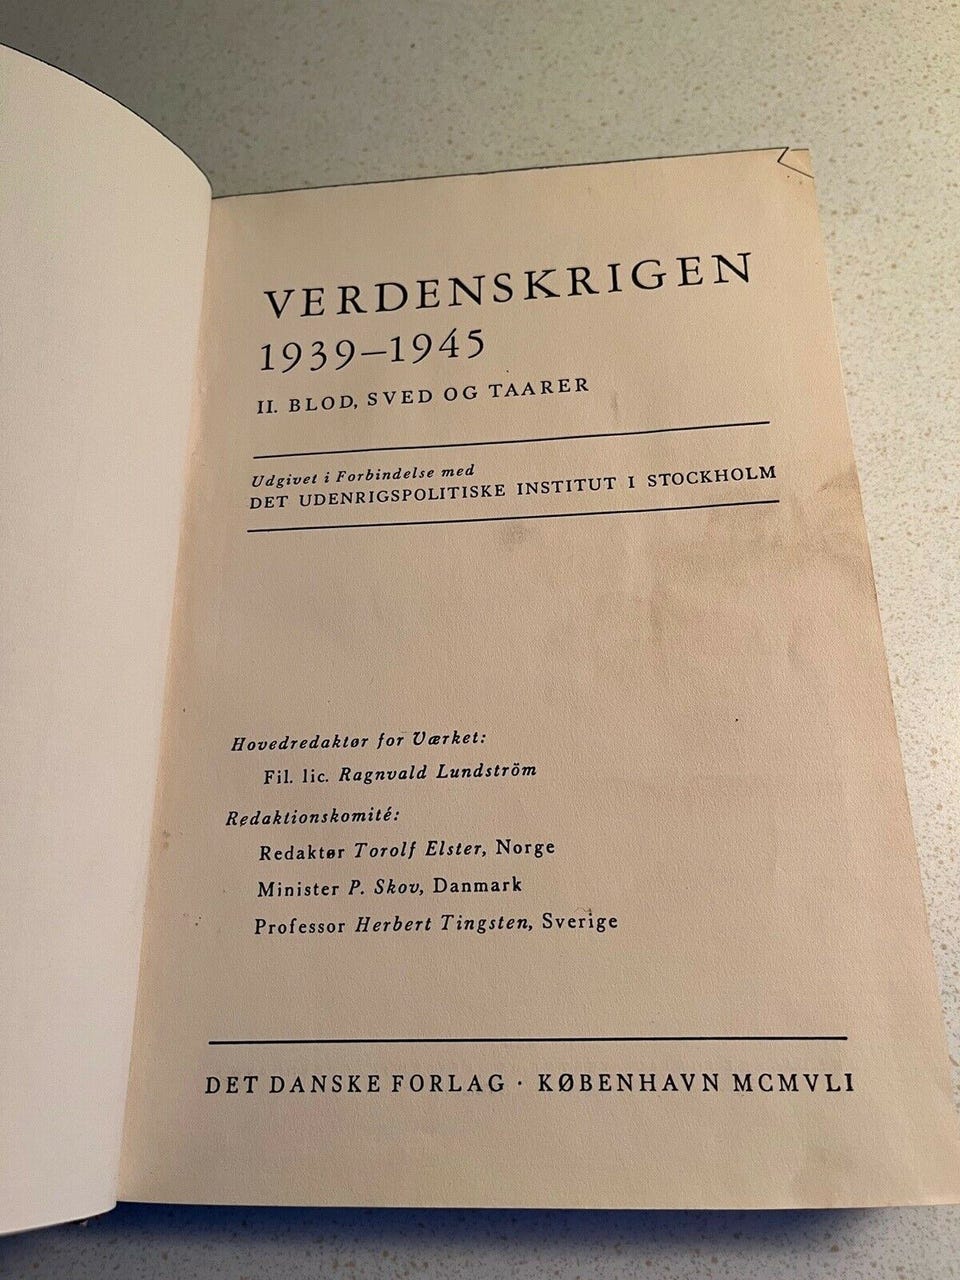 VERDENSKRIGEN
1939–1945
II. BLOD, SVED OG TAARER
Udgivet i Forbindelse med
DET UDENRIGSPOLITISKE INSTITUT I STOCKHOLM
Hovedredaktør for Værket:
Fil. lic. Ragnvald Lundström
Redaktionskomité:
Redaktør Torolf Elster, Norge
Minister P. Skov, Danmark
Professor Herbert Tingsten, Sverige
DET DANSKE FORLAG · KØBENHAVN MCMVLI